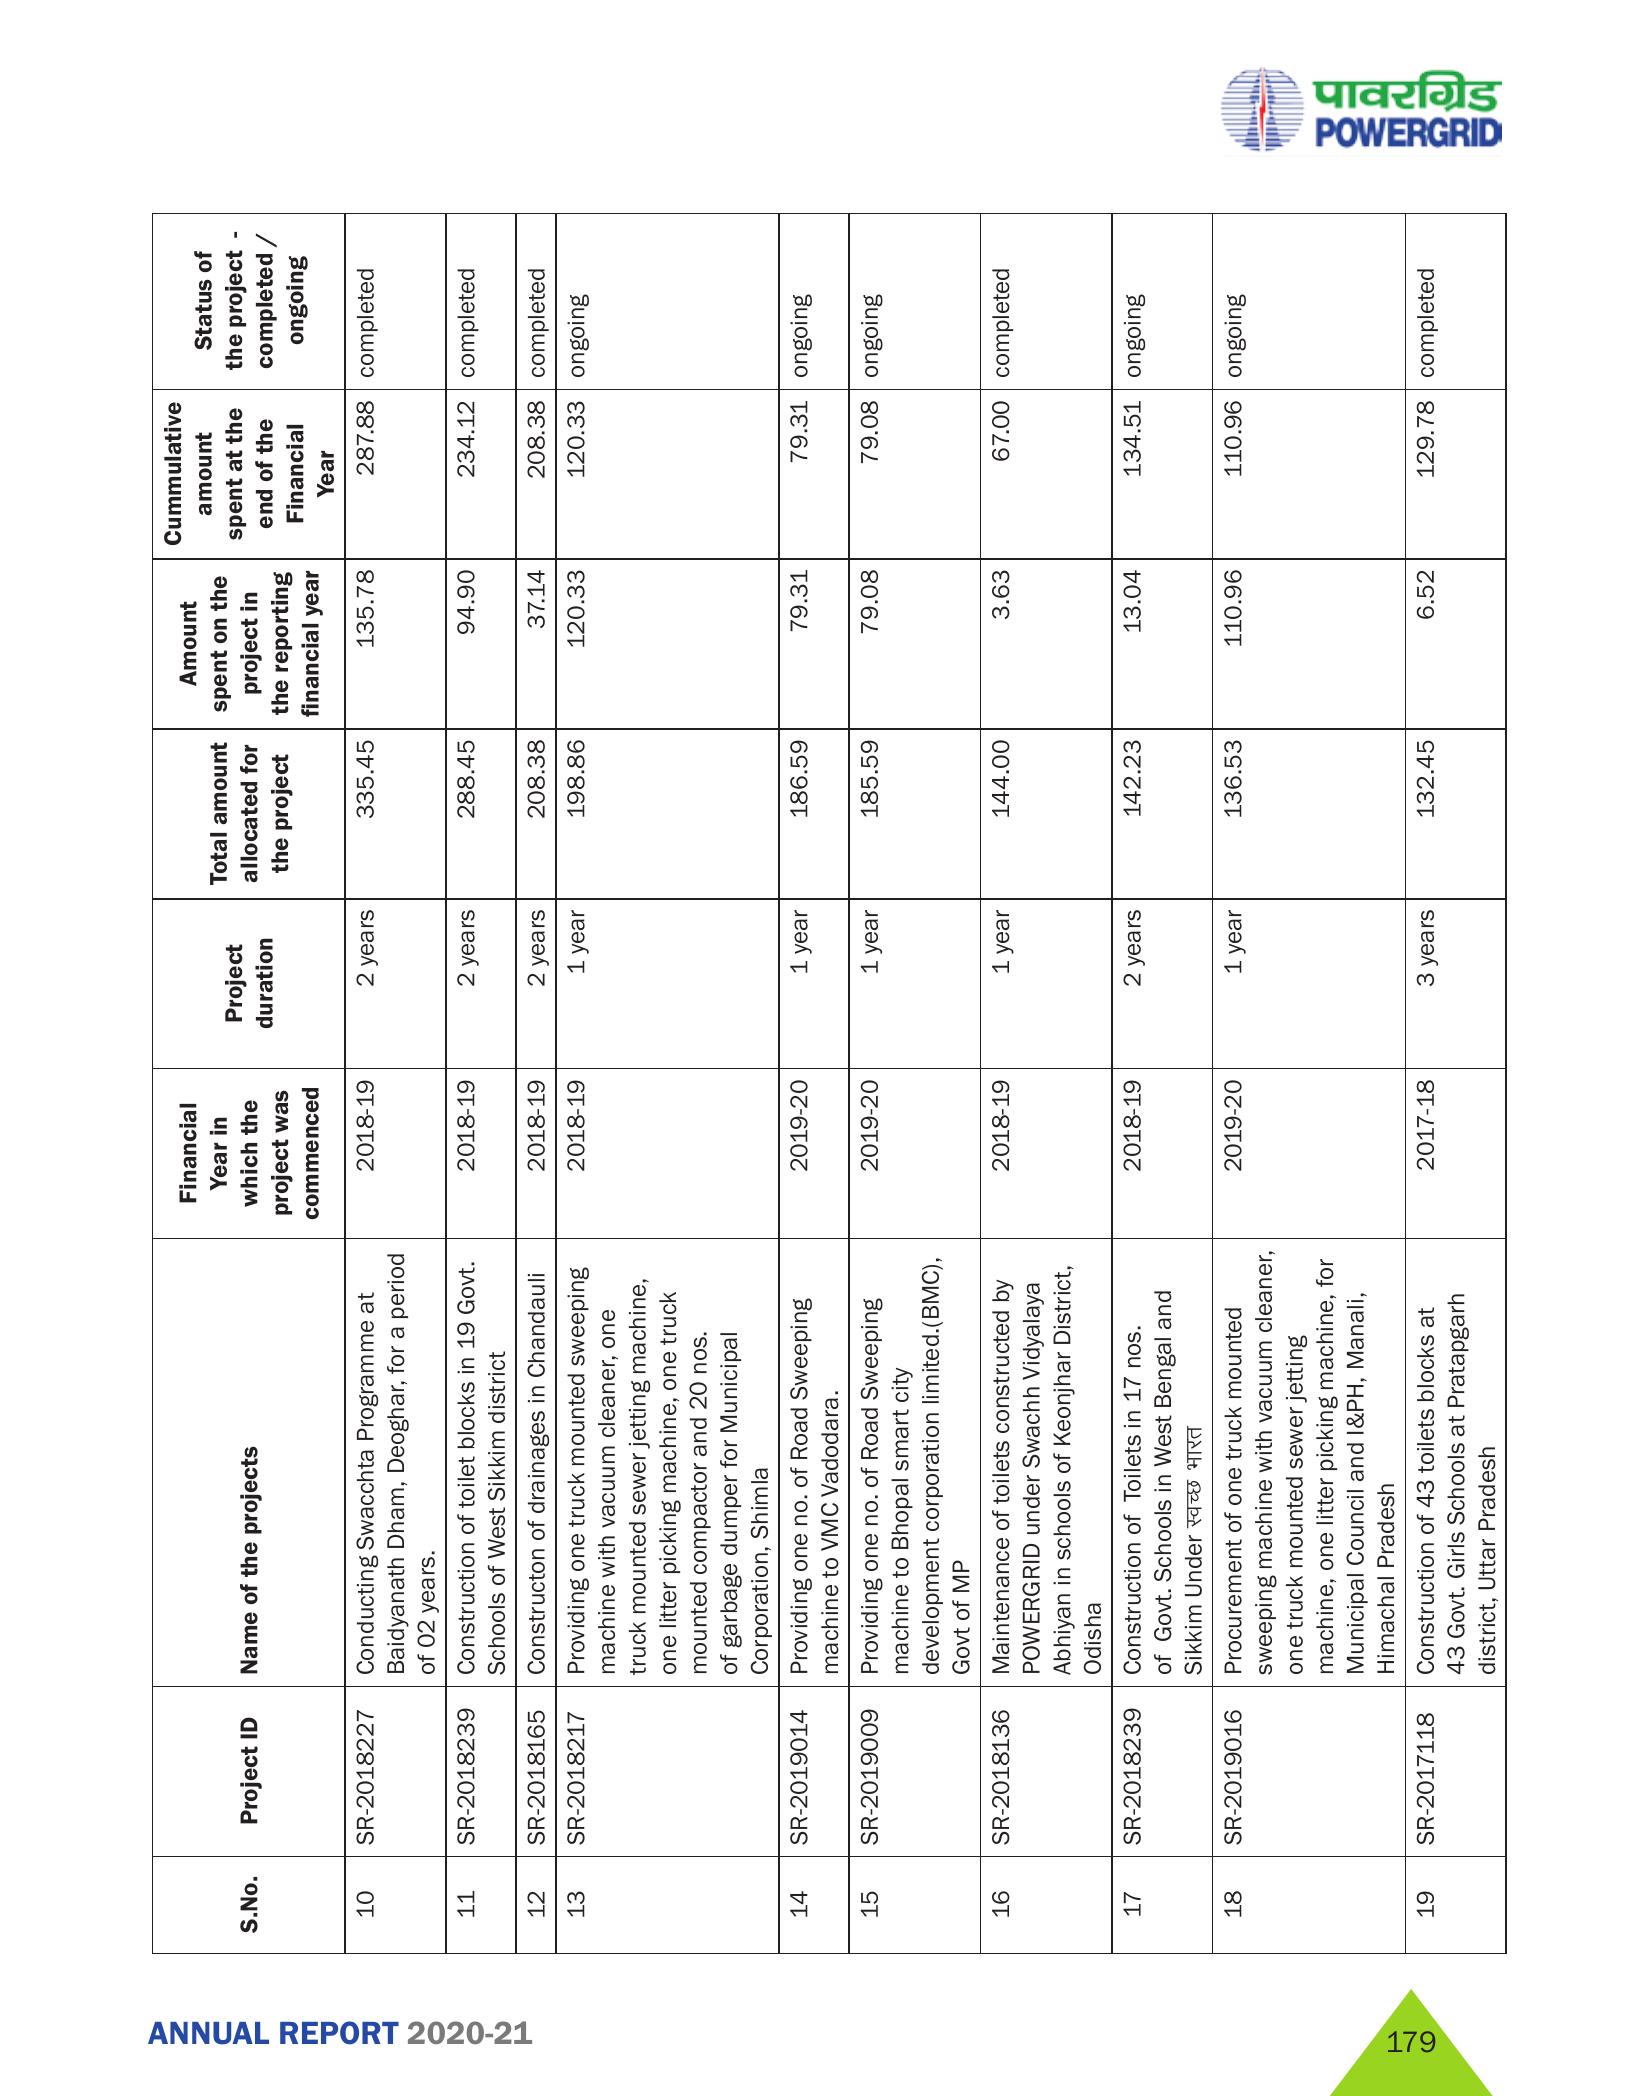 पावरग्रिड
POWERGRID
S.No.
Project ID
Name of the projects
Financial
Year in
which the
project was
commenced
Project
duration
Total amount
allocated for
the project
Amount
spent on the
project in
the reporting
financial year
Cummulative
amount
spent at the
end of the
Financial
Year
Status of
the project -
completed /
ongoing
10
SR-2018227
Conducting Swacchta Programme at
Baidyanath Dham, Deoghar, for a period
of 02 years.
2018-19
2 years
335.45
135.78
287.88
completed
11
SR-2018239
Construction of toilet blocks in 19 Govt.
Schools of West Sikkim district
2018-19
2 years
288.45
94.90
234.12
completed
12
SR-2018165
Constructon of drainages in Chandauli
2018-19
2 years
208.38
37.14
208.38
completed
13
SR-2018217
Providing one truck mounted sweeping
machine with vacuum cleaner, one
truck mounted sewer jetting machine,
one litter picking machine, one truck
mounted compactor and 20 nos.
of garbage dumper for Municipal
Corporation, Shimla
2018-19
1 year
198.86
120.33
120.33
ongoing
14
SR-2019014
Providing one no. of Road Sweeping
machine to VMC Vadodara.
2019-20
1 year
186.59
79.31
79.31
ongoing
15
SR-2019009
Providing one no. of Road Sweeping
machine to Bhopal smart city
development corporation limited.(BMC),
Govt of MP
2019-20
1 year
185.59
79.08
79.08
ongoing
16
SR-2018136
Maintenance of toilets constructed by
POWERGRID under Swachh Vidyalaya
Abhiyan in schools of Keonjhar District,
Odisha
2018-19
1 year
144.00
3.63
67.00
completed
17
SR-2018239
Construction of Toilets in 17 nos.
of Govt. Schools in West Bengal and
Sikkim Under स्वच्छ भारत
2018-19
2 years
142.23
13.04
134.51
ongoing
18
SR-2019016
Procurement of one truck mounted
sweeping machine with vacuum cleaner,
one truck mounted sewer jetting
machine, one litter picking machine, for
Municipal Council and I&PH, Manali,
Himachal Pradesh
2019-20
1 year
136.53
110.96
110.96
ongoing
19
SR-2017118
Construction of 43 toilets blocks at
43 Govt. Girls Schools at Pratapgarh
district, Uttar Pradesh
2017-18
3 years
132.45
6.52
129.78
completed
ANNUAL REPORT 2020-21
179